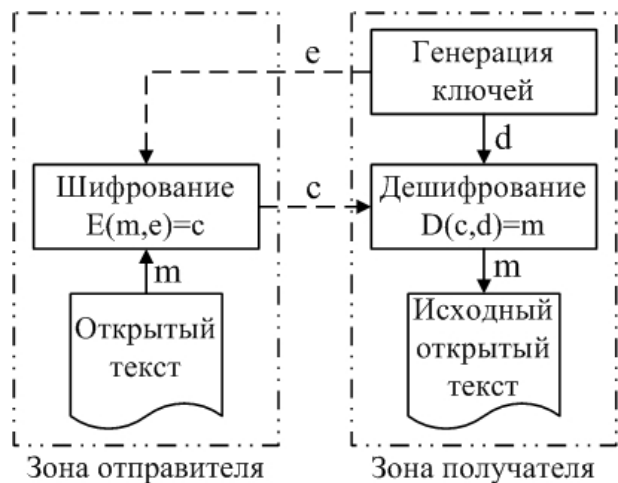 e
Генерация
ключей
d
Шифрование
E(m,e)=c
c
Дешифрование
D(c,d)=m
m
m
Открытый
текст
Исходный
открытый
текст
Зона отправителя
Зона получателя